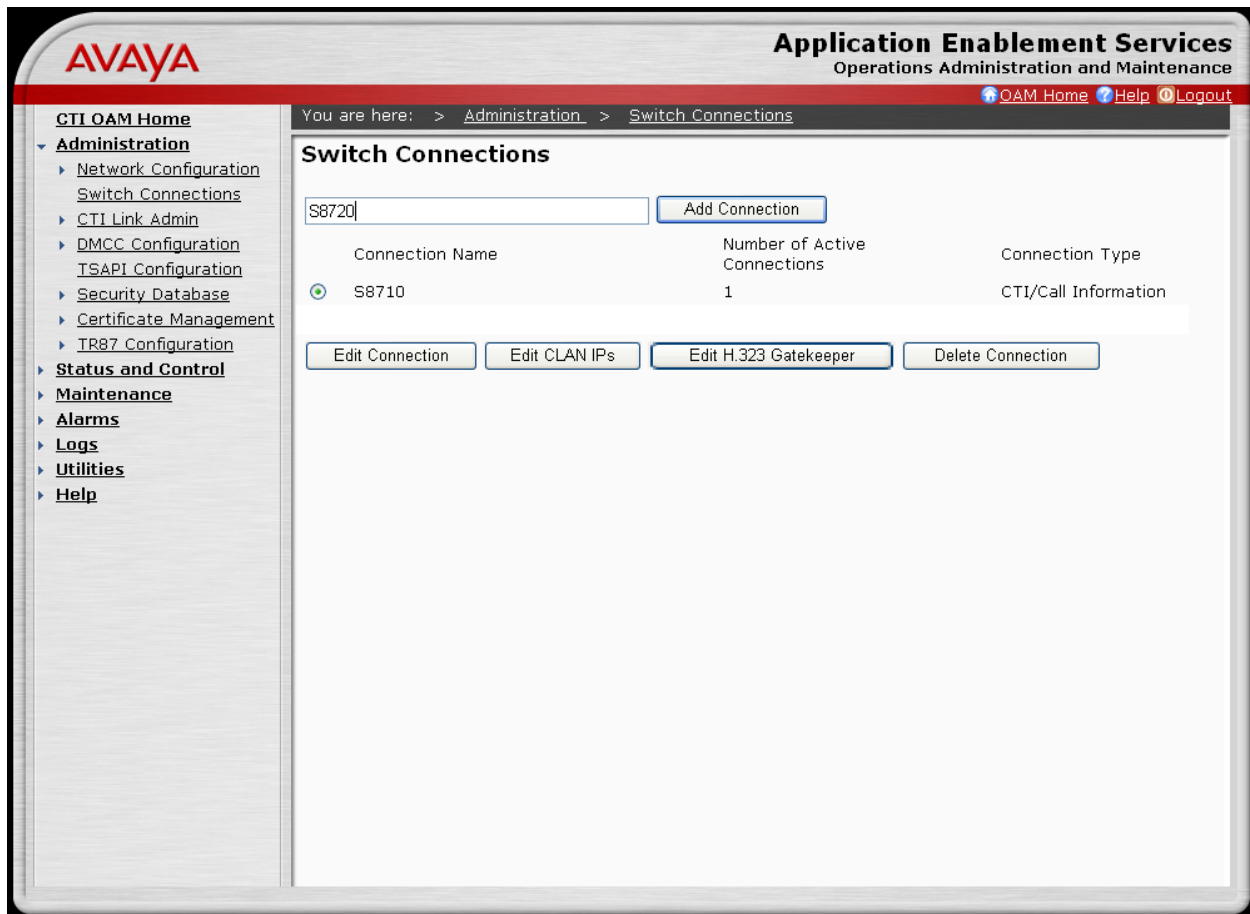 AVAYA
Application Enablement Services
Operations Administration and Maintenance
OAM Home Help Logout
CTI OAM Home
Administration
Network Configuration
Switch Connections
CTI Link Admin
DMCC Configuration
TSAPI Configuration
Security Database
Certificate Management
TR87 Configuration
Status and Control
Maintenance
Alarms
Logs
Utilities
Help
You are here: > Administration > Switch Connections
Switch Connections
S8720 Add Connection
Connection Name Number of Active Connections Connection Type
S8710 1 CTI/Call Information
Edit Connection Edit CLAN IPs Edit H.323 Gatekeeper Delete Connection